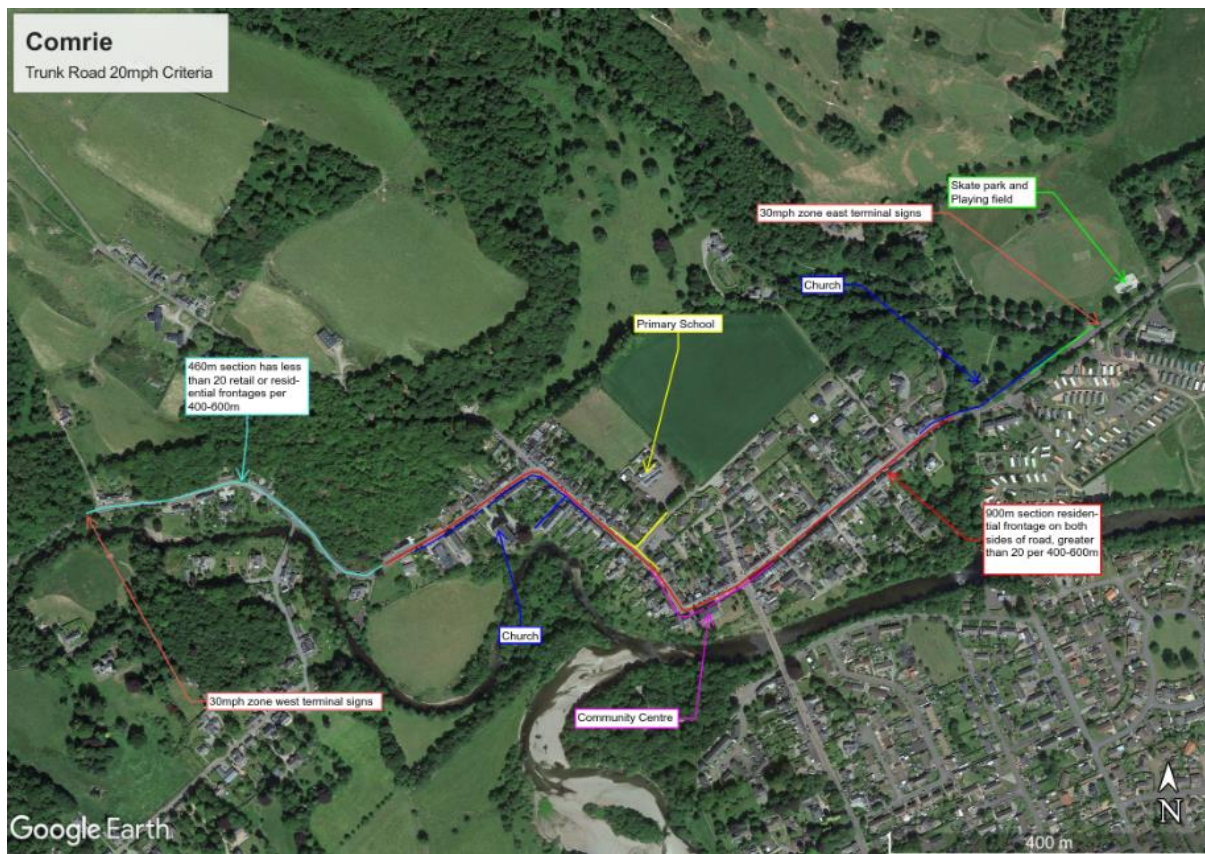 Comrie
Trunk Road 20mph Criteria
Skate park and
Playing field
30mph zone east terminal signs
Church
Primary School
460m section has less
than 20 retail or resid-
ential frontages per
400-600m
900m section residen-
tial frontage on both
sides of road, greater
than 20 per 400-600m
Church
30mph zone west terminal signs
Community Centre
N
Google Earth
400 m